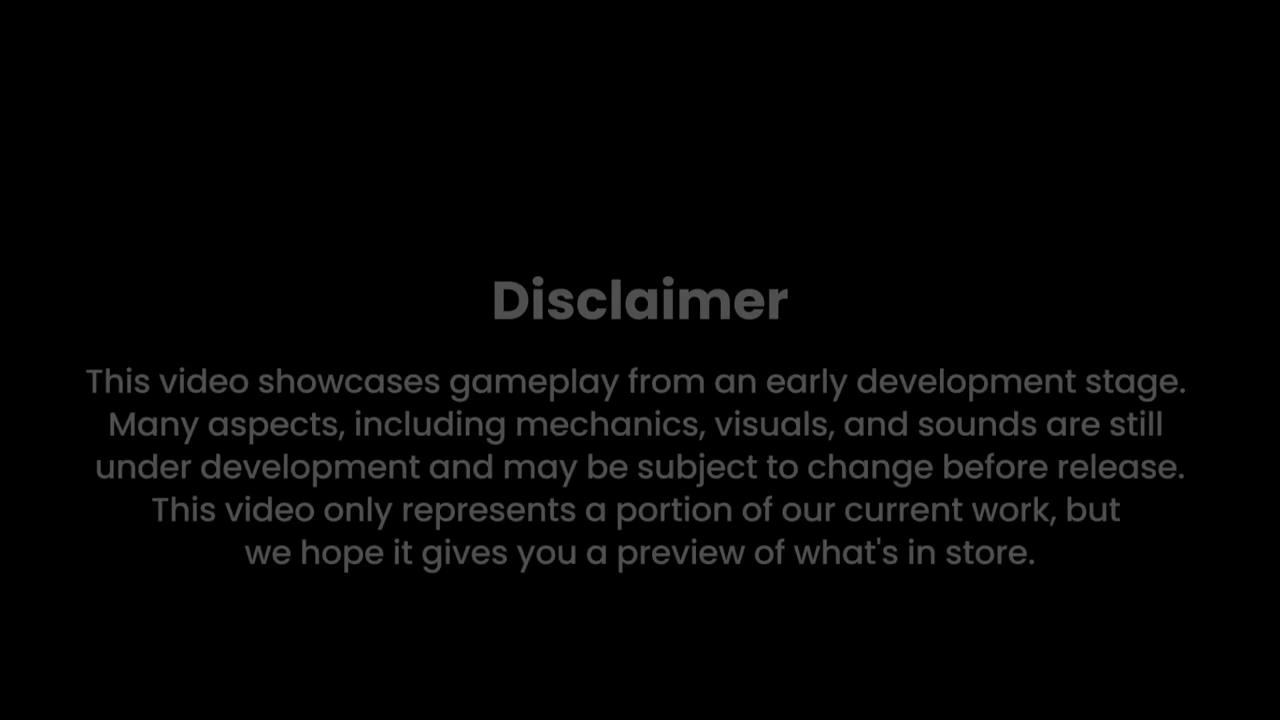 Disclaimer
This video showcases gameplay from an early development stage.
Many aspects, including mechanics, visuals, and sounds are still
under development and may be subject to change before release.
This video only represents a portion of our current work, but
we hope it gives you a preview of what's in store.